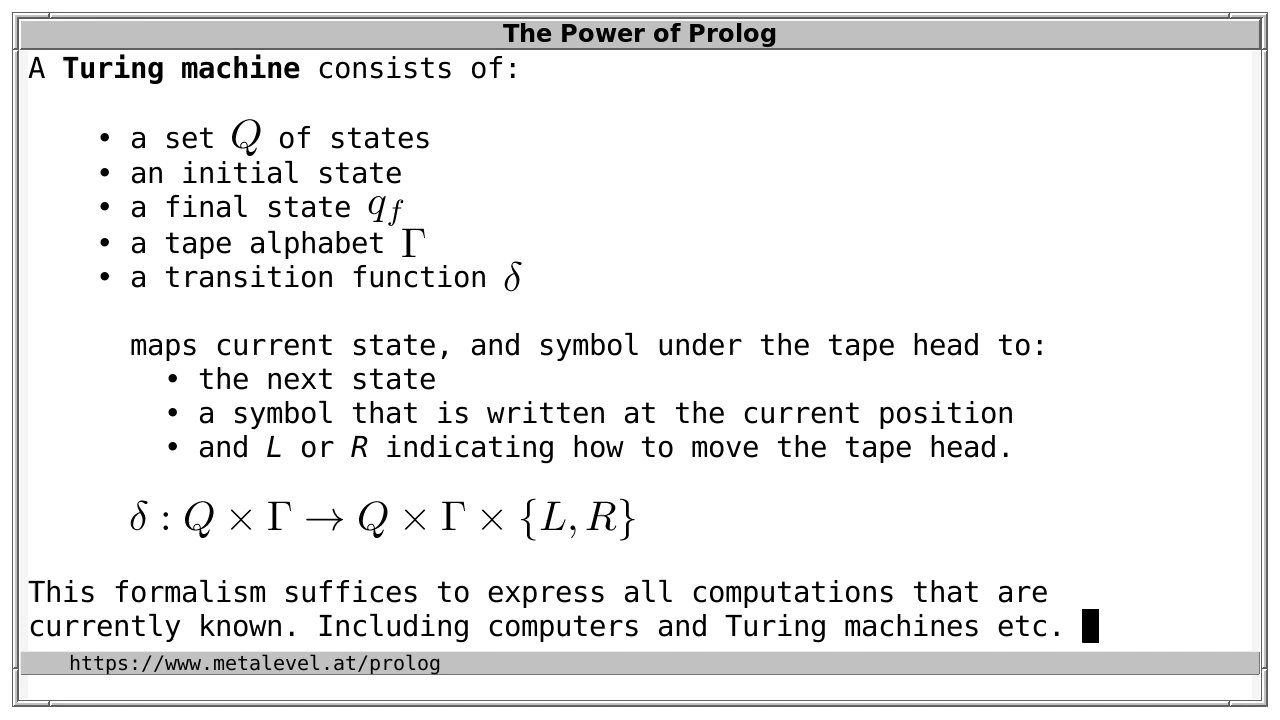 The Power of Prolog
A Turing machine consists of:
• a set Q of states
• an initial state
• a final state q_f
• a tape alphabet Γ
• a transition function δ
maps current state, and symbol under the tape head to:
• the next state
• a symbol that is written at the current position
• and L or R indicating how to move the tape head.
δ : Q × Γ → Q × Γ × {L, R}
This formalism suffices to express all computations that are
currently known. Including computers and Turing machines etc.
https://www.metalevel.at/prolog